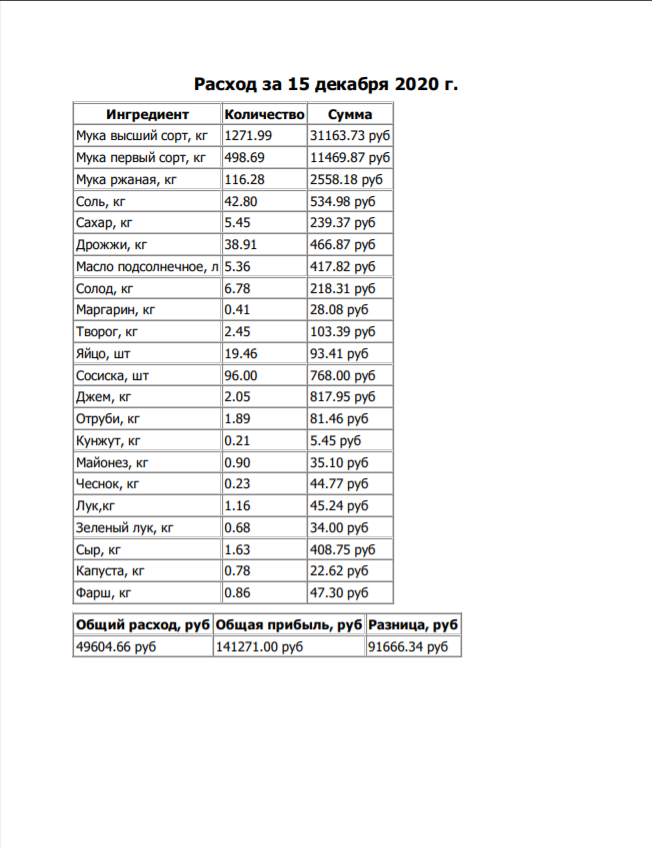 Расход за 15 декабря 2020 г.
Ингредиент Количество Сумма
Мука высший сорт, кг 1271.99 31163.73 руб
Мука первый сорт, кг 498.69 11469.87 руб
Мука ржаная, кг 116.28 2558.18 руб
Соль, кг 42.80 534.98 руб
Сахар, кг 5.45 239.37 руб
Дрожжи, кг 38.91 466.87 руб
Масло подсолнечное, л 5.36 417.82 руб
Солод, кг 6.78 218.31 руб
Маргарин, кг 0.41 28.08 руб
Творог, кг 2.45 103.39 руб
Яйцо, шт 19.46 93.41 руб
Сосиска, шт 96.00 768.00 руб
Джем, кг 2.05 817.95 руб
Отруби, кг 1.89 81.46 руб
Кунжут, кг 0.21 5.45 руб
Майонез, кг 0.90 35.10 руб
Чеснок, кг 0.23 44.77 руб
Лук,кг 1.16 45.24 руб
Зеленый лук, кг 0.68 34.00 руб
Сыр, кг 1.63 408.75 руб
Капуста, кг 0.78 22.62 руб
Фарш, кг 0.86 47.30 руб
Общий расход, руб Общая прибыль, руб Разница, руб
49604.66 руб 141271.00 руб 91666.34 руб